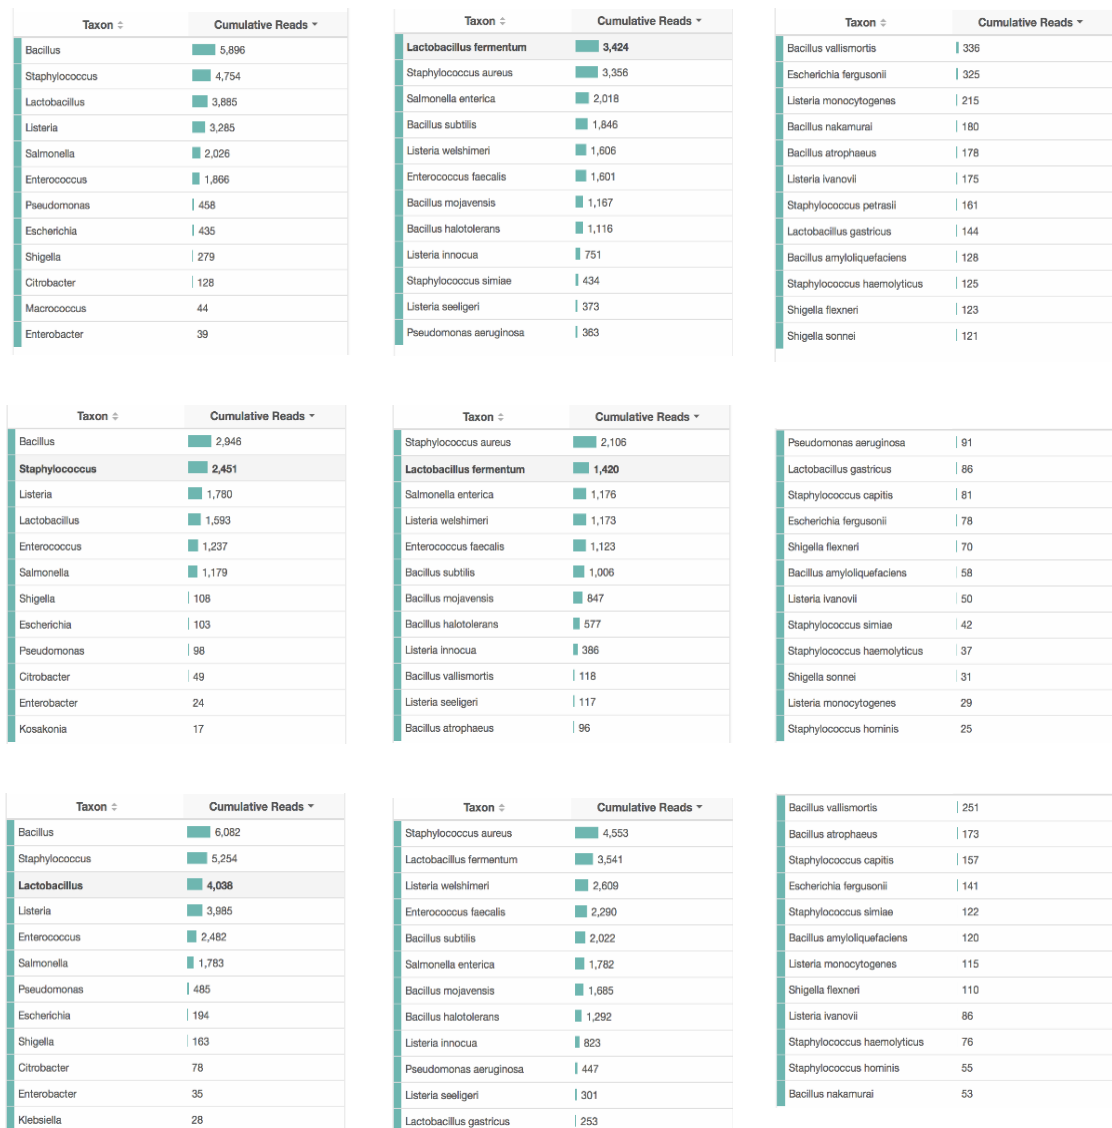 Taxon Cumulative Reads
Bacillus 5,896
Staphylococcus 4,754
Lactobacillus 3,885
Listeria 3,285
Salmonella 2,026
Enterococcus 1,866
Pseudomonas 458
Escherichia 435
Shigella 279
Citrobacter 128
Macrococcus 44
Enterobacter 39
Taxon Cumulative Reads
Lactobacillus fermentum 3,424
Staphylococcus aureus 3,356
Salmonella enterica 2,018
Bacillus subtilis 1,846
Listeria welshimeri 1,606
Enterococcus faecalis 1,601
Bacillus mojavensis 1,167
Bacillus halotolerans 1,116
Listeria innocua 751
Staphylococcus simiae 434
Listeria seeligeri 373
Pseudomonas aeruginosa 363
Taxon Cumulative Reads
Bacillus vallismortis 336
Escherichia fergusonii 325
Listeria monocytogenes 215
Bacillus nakamurai 180
Bacillus atrophaeus 178
Listeria ivanovii 175
Staphylococcus petrasii 161
Lactobacillus gastricus 144
Bacillus amyloliquefaciens 128
Staphylococcus haemolyticus 125
Shigella flexneri 123
Shigella sonnei 121
Taxon Cumulative Reads
Bacillus 2,946
Staphylococcus 2,451
Listeria 1,780
Lactobacillus 1,593
Enterococcus 1,237
Salmonella 1,179
Shigella 108
Escherichia 103
Pseudomonas 98
Citrobacter 49
Enterobacter 24
Kosakonia 17
Taxon Cumulative Reads
Staphylococcus aureus 2,106
Lactobacillus fermentum 1,420
Salmonella enterica 1,176
Listeria welshimeri 1,173
Enterococcus faecalis 1,123
Bacillus subtilis 1,006
Bacillus mojavensis 847
Bacillus halotolerans 577
Listeria innocua 386
Bacillus vallismortis 118
Listeria seeligeri 117
Bacillus atrophaeus 96
Pseudomonas aeruginosa 91
Lactobacillus gastricus 86
Staphylococcus capitis 81
Escherichia fergusonii 78
Shigella flexneri 70
Bacillus amyloliquefaciens 58
Listeria ivanovii 50
Staphylococcus simiae 42
Staphylococcus haemolyticus 37
Shigella sonnei 31
Listeria monocytogenes 29
Staphylococcus hominis 25
Taxon Cumulative Reads
Bacillus 6,082
Staphylococcus 5,254
Lactobacillus 4,038
Listeria 3,985
Enterococcus 2,482
Salmonella 1,783
Pseudomonas 485
Escherichia 194
Shigella 163
Citrobacter 78
Enterobacter 35
Klebsiella 28
Taxon Cumulative Reads
Staphylococcus aureus 4,553
Lactobacillus fermentum 3,541
Listeria welshimeri 2,609
Enterococcus faecalis 2,290
Bacillus subtilis 2,022
Salmonella enterica 1,782
Bacillus mojavensis 1,685
Bacillus halotolerans 1,292
Listeria innocua 823
Pseudomonas aeruginosa 447
Listeria seeligeri 301
Lactobacillus gastricus 253
Bacillus vallismortis 251
Bacillus atrophaeus 173
Staphylococcus capitis 157
Escherichia fergusonii 141
Staphylococcus simiae 122
Bacillus amyloliquefaciens 120
Listeria monocytogenes 115
Shigella flexneri 110
Listeria ivanovii 86
Staphylococcus haemolyticus 76
Staphylococcus hominis 55
Bacillus nakamurai 53